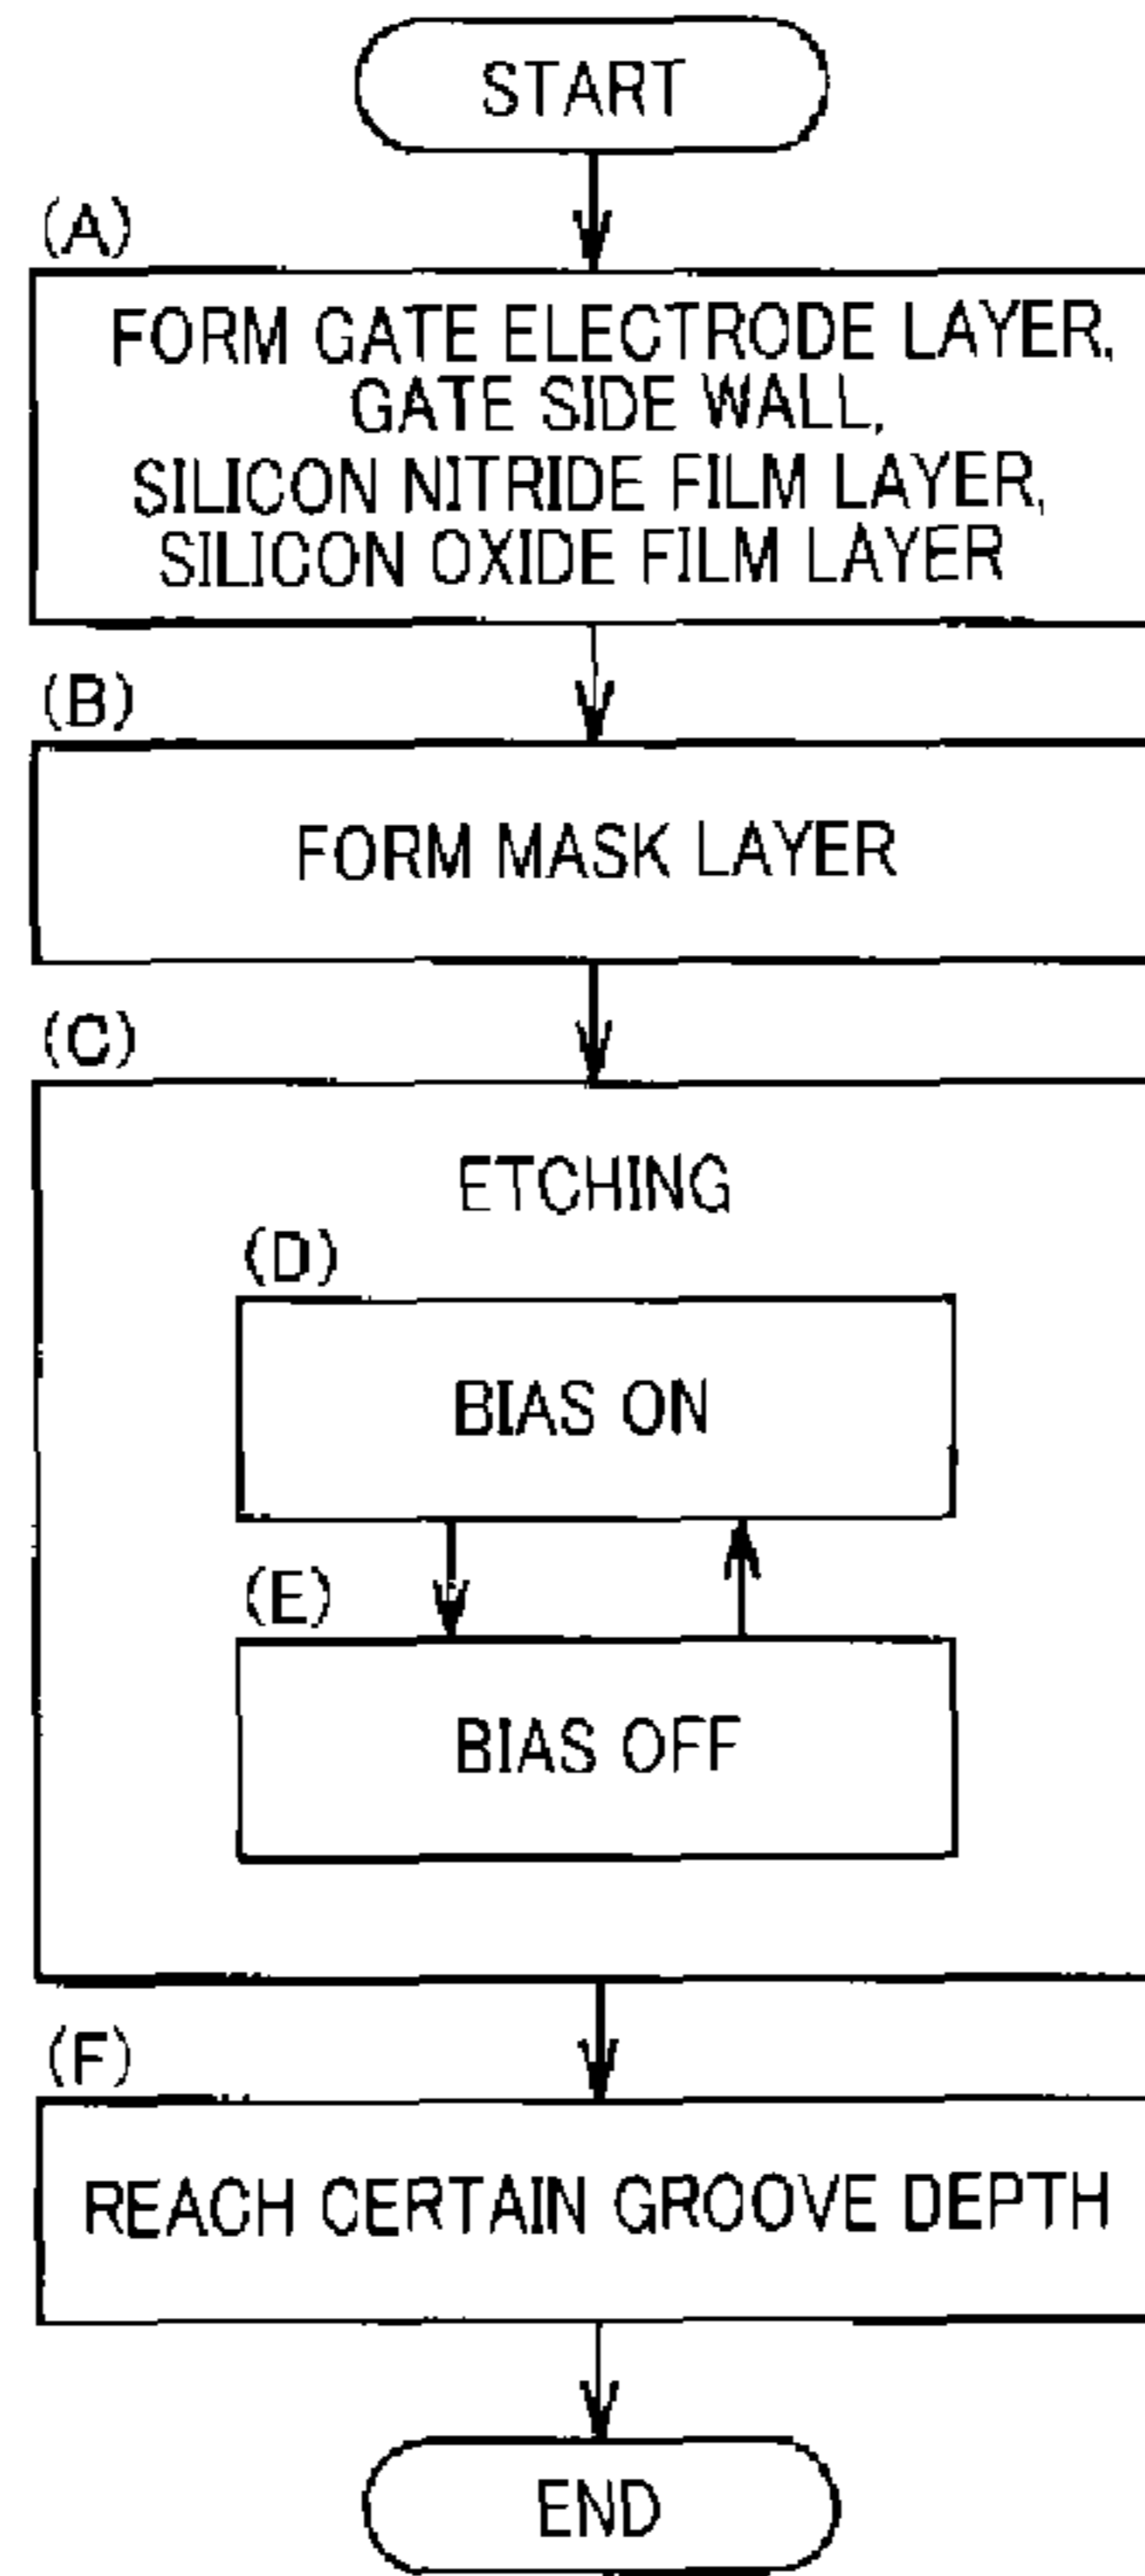 START
(A)
FORM GATE ELECTRODE LAYER,
GATE SIDE WALL,
SILICON NITRIDE FILM LAYER,
SILICON OXIDE FILM LAYER
(B)
FORM MASK LAYER
(C)
ETCHING
(D)
BIAS ON
(E)
BIAS OFF
(F)
REACH CERTAIN GROOVE DEPTH
END